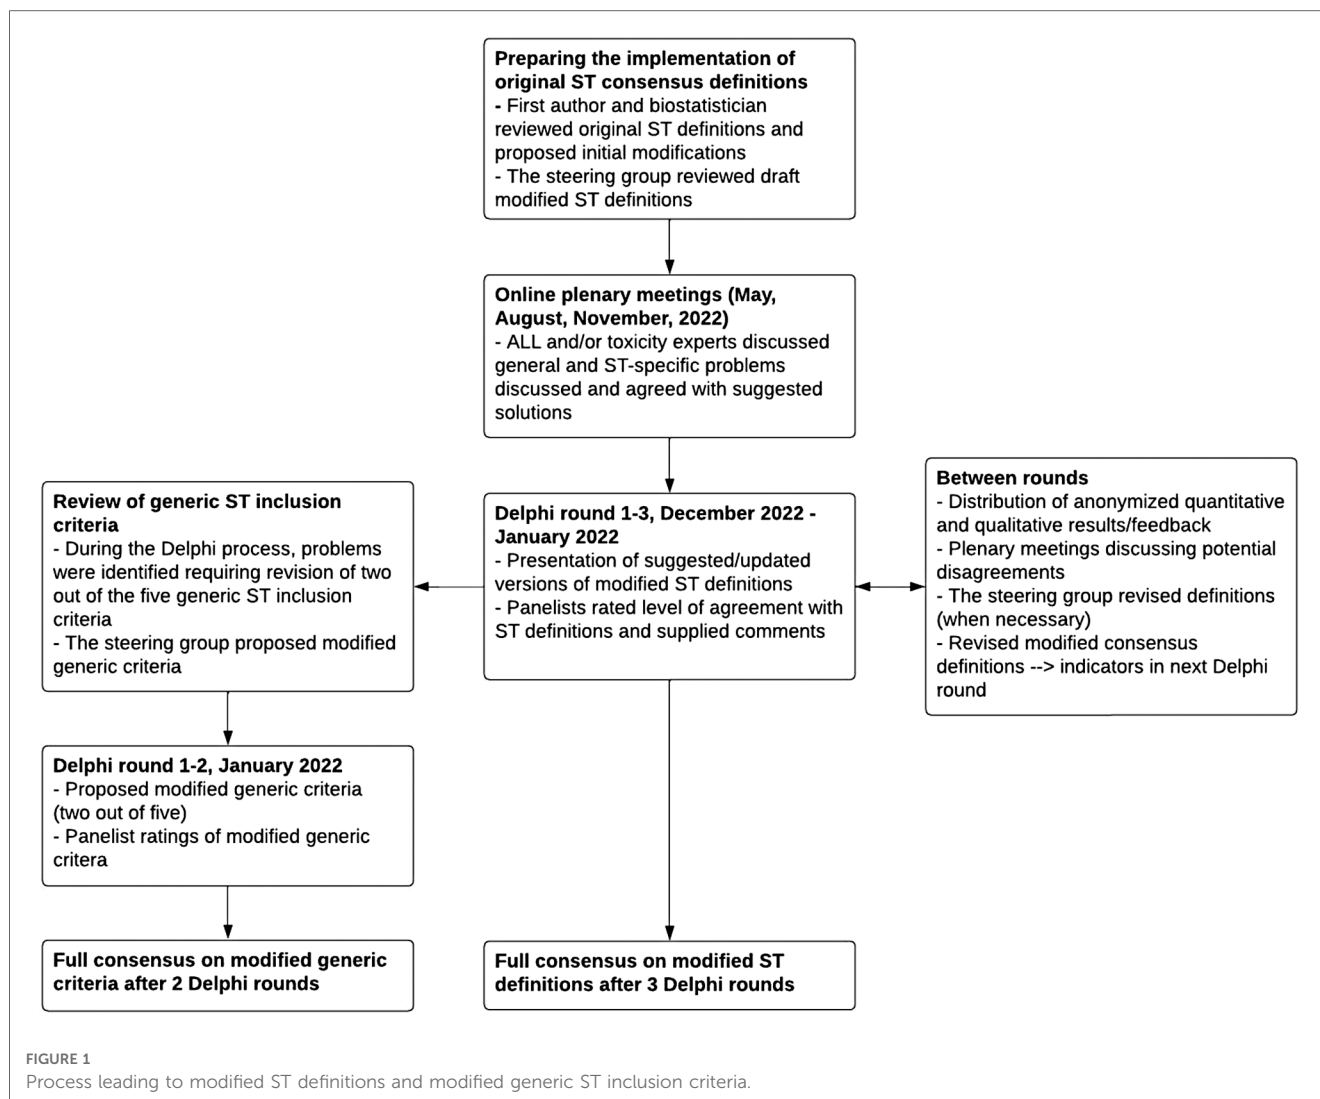 Preparing the implementation of
original ST consensus definitions
- First author and biostatistician
reviewed original ST definitions and
proposed initial modifications
- The steering group reviewed draft
modified ST definitions
Online plenary meetings (May,
August, November, 2022)
- ALL and/or toxicity experts discussed
general and ST-specific problems
discussed and agreed with suggested
solutions
Review of generic ST inclusion
criteria
- During the Delphi process, problems
were identified requiring revision of two
out of the five generic ST inclusion
criteria
- The steering group proposed modified
generic criteria
Delphi round 1-3, December 2022 -
January 2022
- Presentation of suggested/updated
versions of modified ST definitions
- Panelists rated level of agreement with
ST definitions and supplied comments
Between rounds
- Distribution of anonymized quantitative
and qualitative results/feedback
- Plenary meetings discussing potential
disagreements
- The steering group revised definitions
(when necessary)
- Revised modified consensus
definitions --> indicators in next Delphi
round
Delphi round 1-2, January 2022
- Proposed modified generic criteria
(two out of five)
- Panelist ratings of modified generic
critera
Full consensus on modified generic
criteria after 2 Delphi rounds
Full consensus on modified ST
definitions after 3 Delphi rounds
FIGURE 1
Process leading to modified ST definitions and modified generic ST inclusion criteria.